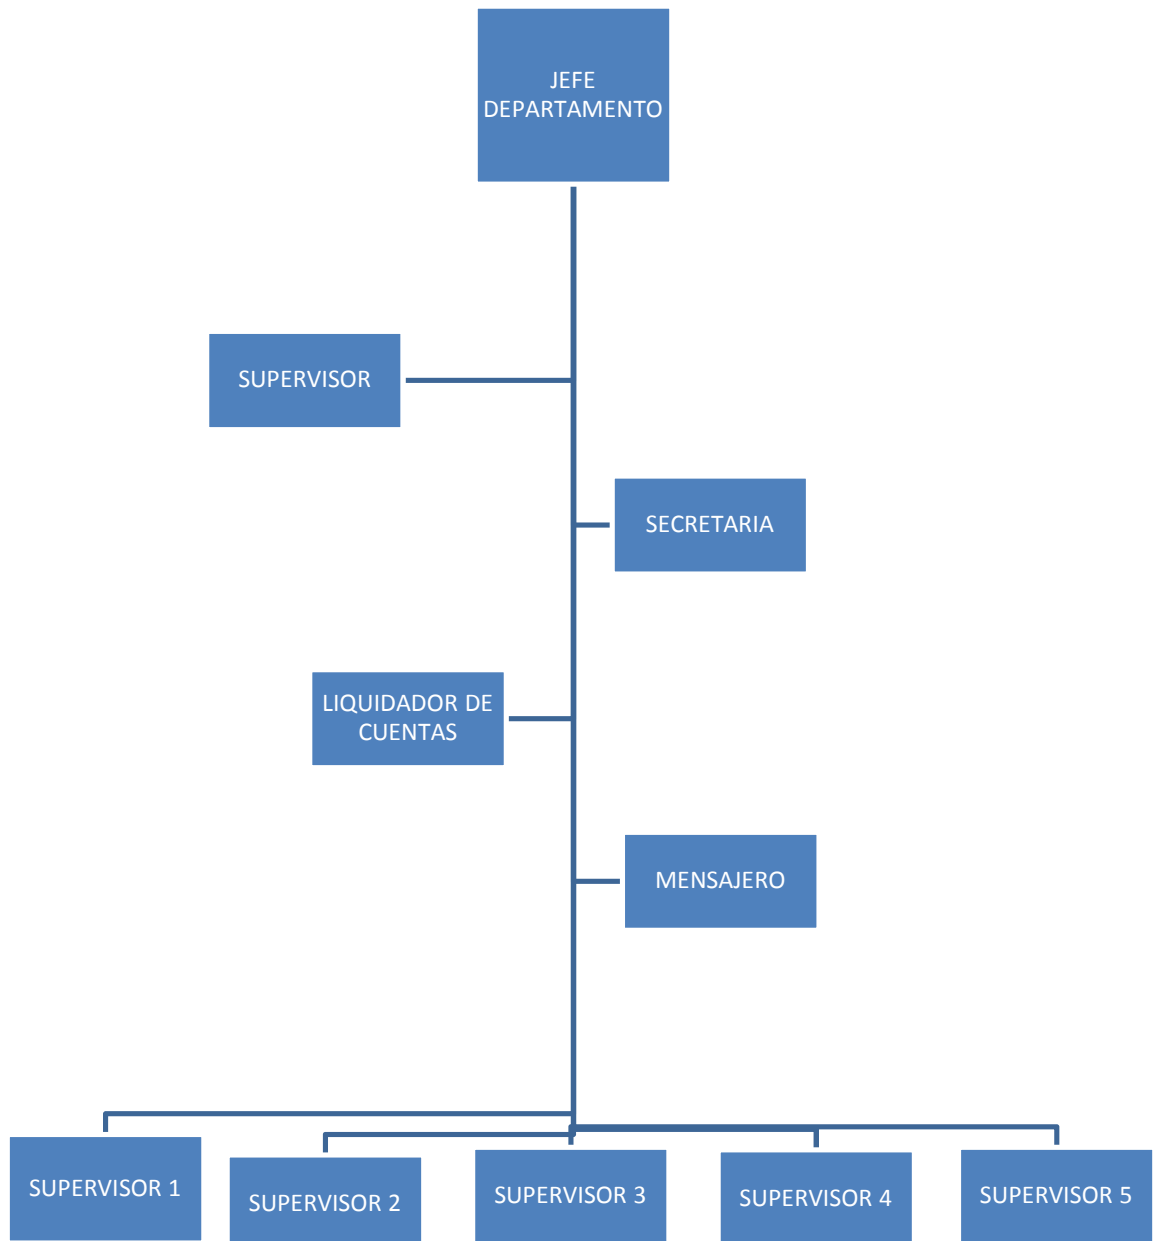 JEFE
DEPARTAMENTO
SUPERVISOR
SECRETARIA
LIQUIDADOR DE
CUENTAS
MENSAJERO
SUPERVISOR 1
SUPERVISOR 2
SUPERVISOR 3
SUPERVISOR 4
SUPERVISOR 5